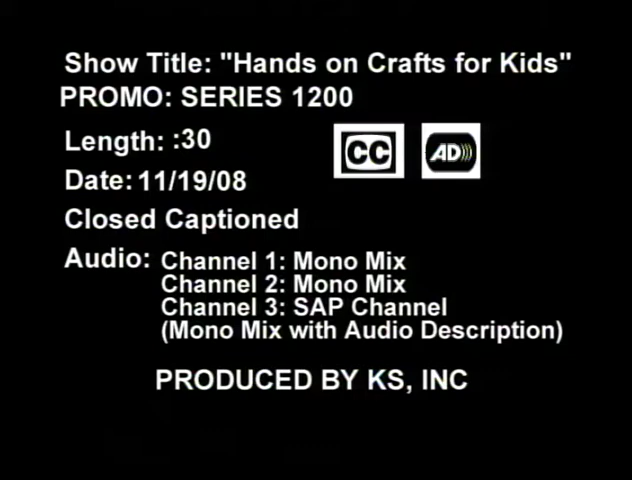 Show Title: "Hands on Crafts for Kids"
PROMO: SERIES 1200
Length: :30
CC AD)))
Date: 11/19/08
Closed Captioned
Audio: Channel 1: Mono Mix
Channel 2: Mono Mix
Channel 3: SAP Channel
(Mono Mix with Audio Description)
PRODUCED BY KS, INC